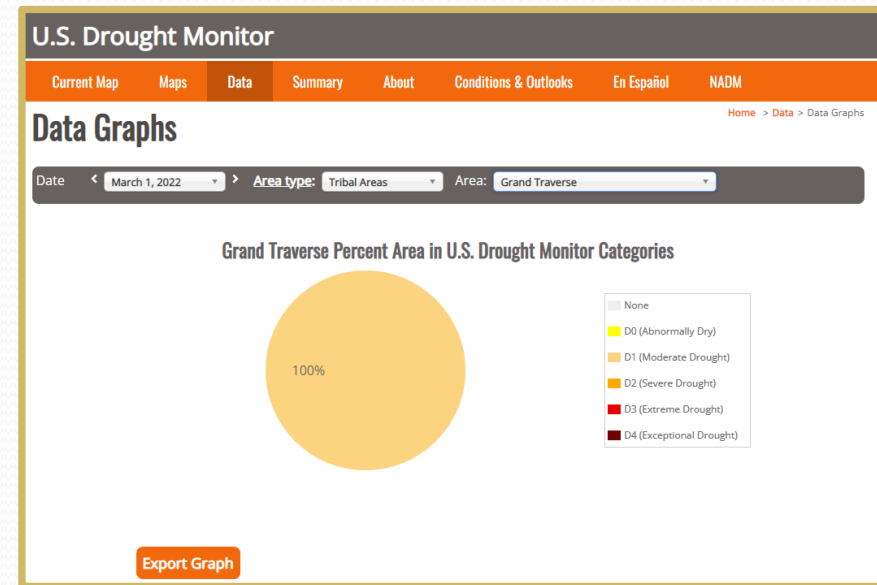 U.S. Drought Monitor
Current Map Maps Data Summary About Conditions & Outlooks En Español NADM
Home > Data > Data Graphs
Data Graphs
Date < March 1, 2022 > Area type: Tribal Areas Area: Grand Traverse
Grand Traverse Percent Area in U.S. Drought Monitor Categories
100%
None
D0 (Abnormally Dry)
D1 (Moderate Drought)
D2 (Severe Drought)
D3 (Extreme Drought)
D4 (Exceptional Drought)
Export Graph